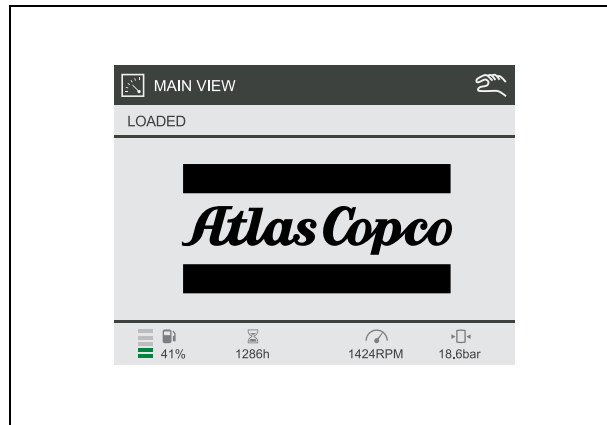 MAIN VIEW
LOADED
Atlas Copco
41% 1286h 1424RPM 18.6bar